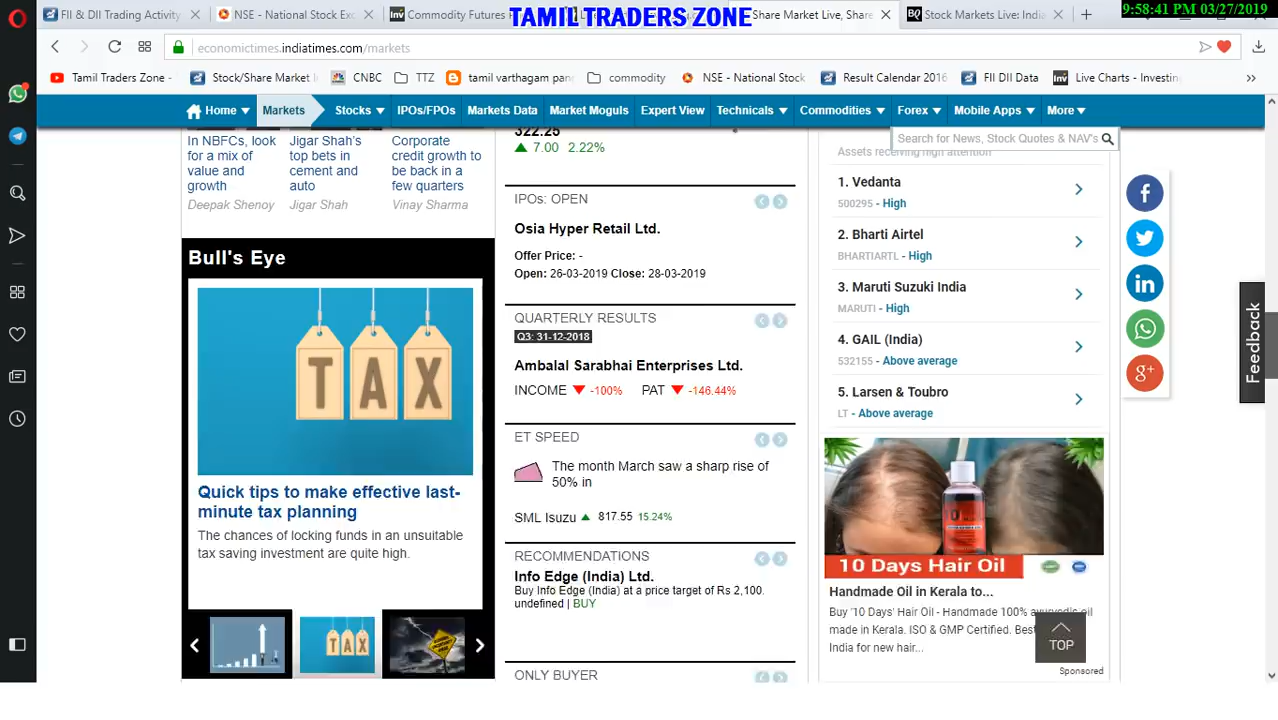 FII & DII Trading Activity
NSE - National Stock Exc
Commodity Futures
TAMIL TRADERS ZONE
Share Market Live, Share
Stock Markets Live: India
9:58:41 PM 03/27/2019
economictimes.indiatimes.com/markets
Tamil Traders Zone -
Stock/Share Market I
CNBC
TTZ
tamil varthagam pan
commodity
NSE - National Stock
Result Calendar 2016
FII DII Data
Live Charts - Investin
Home
Markets
Stocks
IPOs/FPOs
Markets Data
Market Moguls
Expert View
Technicals
Commodities
Forex
Mobile Apps
More
Search for News, Stock Quotes & NAV's
In NBFCs, look
for a mix of
value and
growth
Deepak Shenoy
Jigar Shah's
top bets in
cement and
auto
Jigar Shah
Corporate
credit growth to
be back in a
few quarters
Vinay Sharma
Bull's Eye
TAX
Quick tips to make effective last-
minute tax planning
The chances of locking funds in an unsuitable
tax saving investment are quite high.
TAX
322.25
7.00 2.22%
IPOs: OPEN
Osia Hyper Retail Ltd.
Offer Price: -
Open: 26-03-2019 Close: 28-03-2019
QUARTERLY RESULTS
Q3: 31-12-2018
Ambalal Sarabhai Enterprises Ltd.
INCOME -100% PAT -146.44%
ET SPEED
The month March saw a sharp rise of
50% in
SML Isuzu 817.55 15.24%
RECOMMENDATIONS
Info Edge (India) Ltd.
Buy Info Edge (India) at a price target of Rs 2,100.
undefined | BUY
ONLY BUYER
Assets receiving high attention
1. Vedanta
500295 - High
2. Bharti Airtel
BHARTIARTL - High
3. Maruti Suzuki India
MARUTI - High
4. GAIL (India)
532155 - Above average
5. Larsen & Toubro
LT - Above average
10 Days Hair Oil
Handmade Oil in Kerala to...
Buy '10 Days' Hair Oil - Handmade 100% ayurvedic oil
made in Kerala. ISO & GMP Certified. Bes
India for new hair...
TOP
Sponsored
Feedback